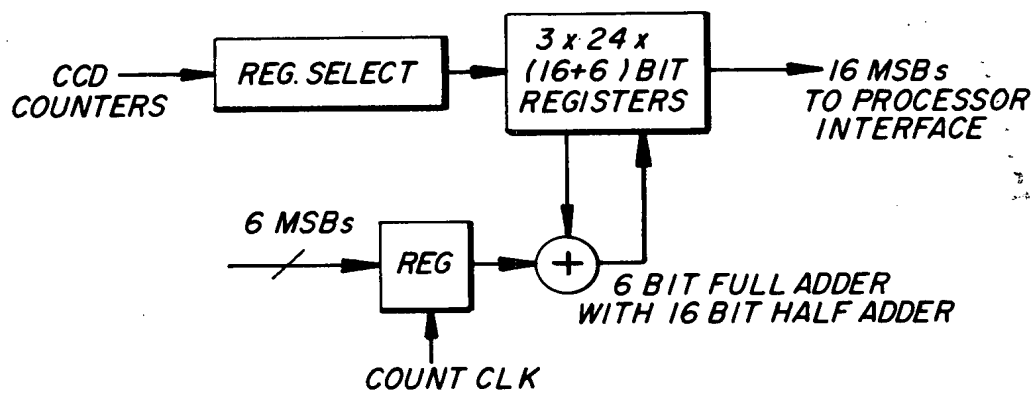 CCD
COUNTERS
REG. SELECT
3 x 24 x
(16+6) BIT
REGISTERS
16 MSBs
TO PROCESSOR
INTERFACE
6 MSBs
REG
+
6 BIT FULL ADDER
WITH 16 BIT HALF ADDER
COUNT CLK